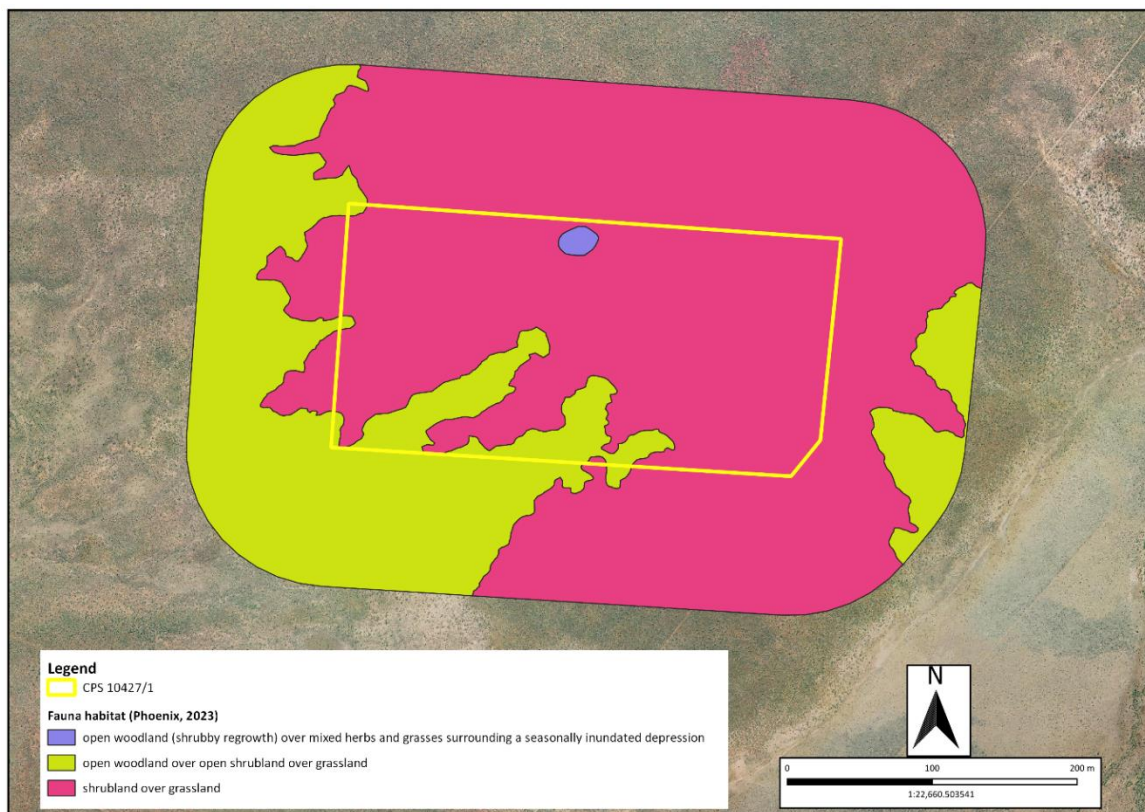 Legend
CPS 10427/1
Fauna habitat (Phoenix, 2023)
open woodland (shrubby regrowth) over mixed herbs and grasses surrounding a seasonally inundated depression
open woodland over open shrubland over grassland
shrubland over grassland
N
0 100 200 m
1:22,660.503541